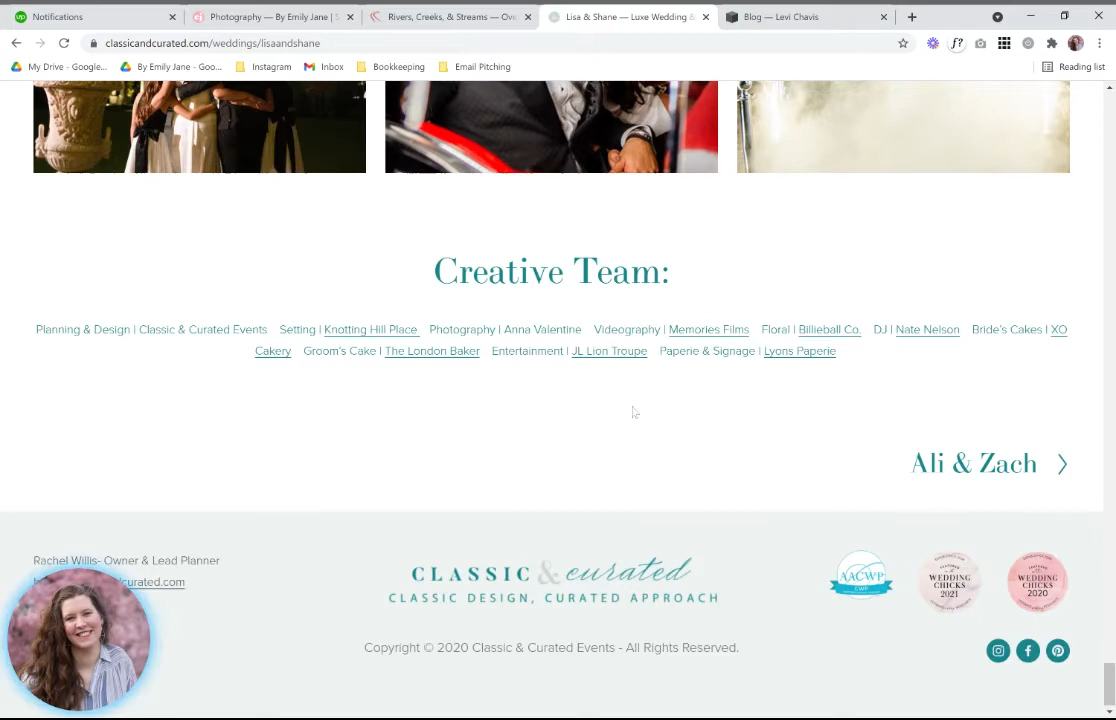 Notifications
Photography — By Emily Jane | S
Rivers, Creeks, & Streams — Ove
Lisa & Shane — Luxe Wedding &
Blog — Levi Chavis
classicandcurated.com/weddings/lisaandshane
f?
My Drive - Google...
By Emily Jane - Goo...
Instagram
Inbox
Bookkeeping
Email Pitching
Reading list
Creative Team:
Planning & Design | Classic & Curated Events Setting | Knotting Hill Place Photography | Anna Valentine Videography | Memories Films Floral | Billieball Co. DJ | Nate Nelson Bride's Cakes | XO
Cakery Groom's Cake | The London Baker Entertainment | JL Lion Troupe Paperie & Signage | Lyons Paperie
Ali & Zach
Rachel Willis- Owner & Lead Planner
dcurated.com
CLASSIC & curated
CLASSIC DESIGN, CURATED APPROACH
Copyright © 2020 Classic & Curated Events - All Rights Reserved.
AACWP
CWP
WEDDING
CHICKS
2021
WEDDING
CHICKS
2020